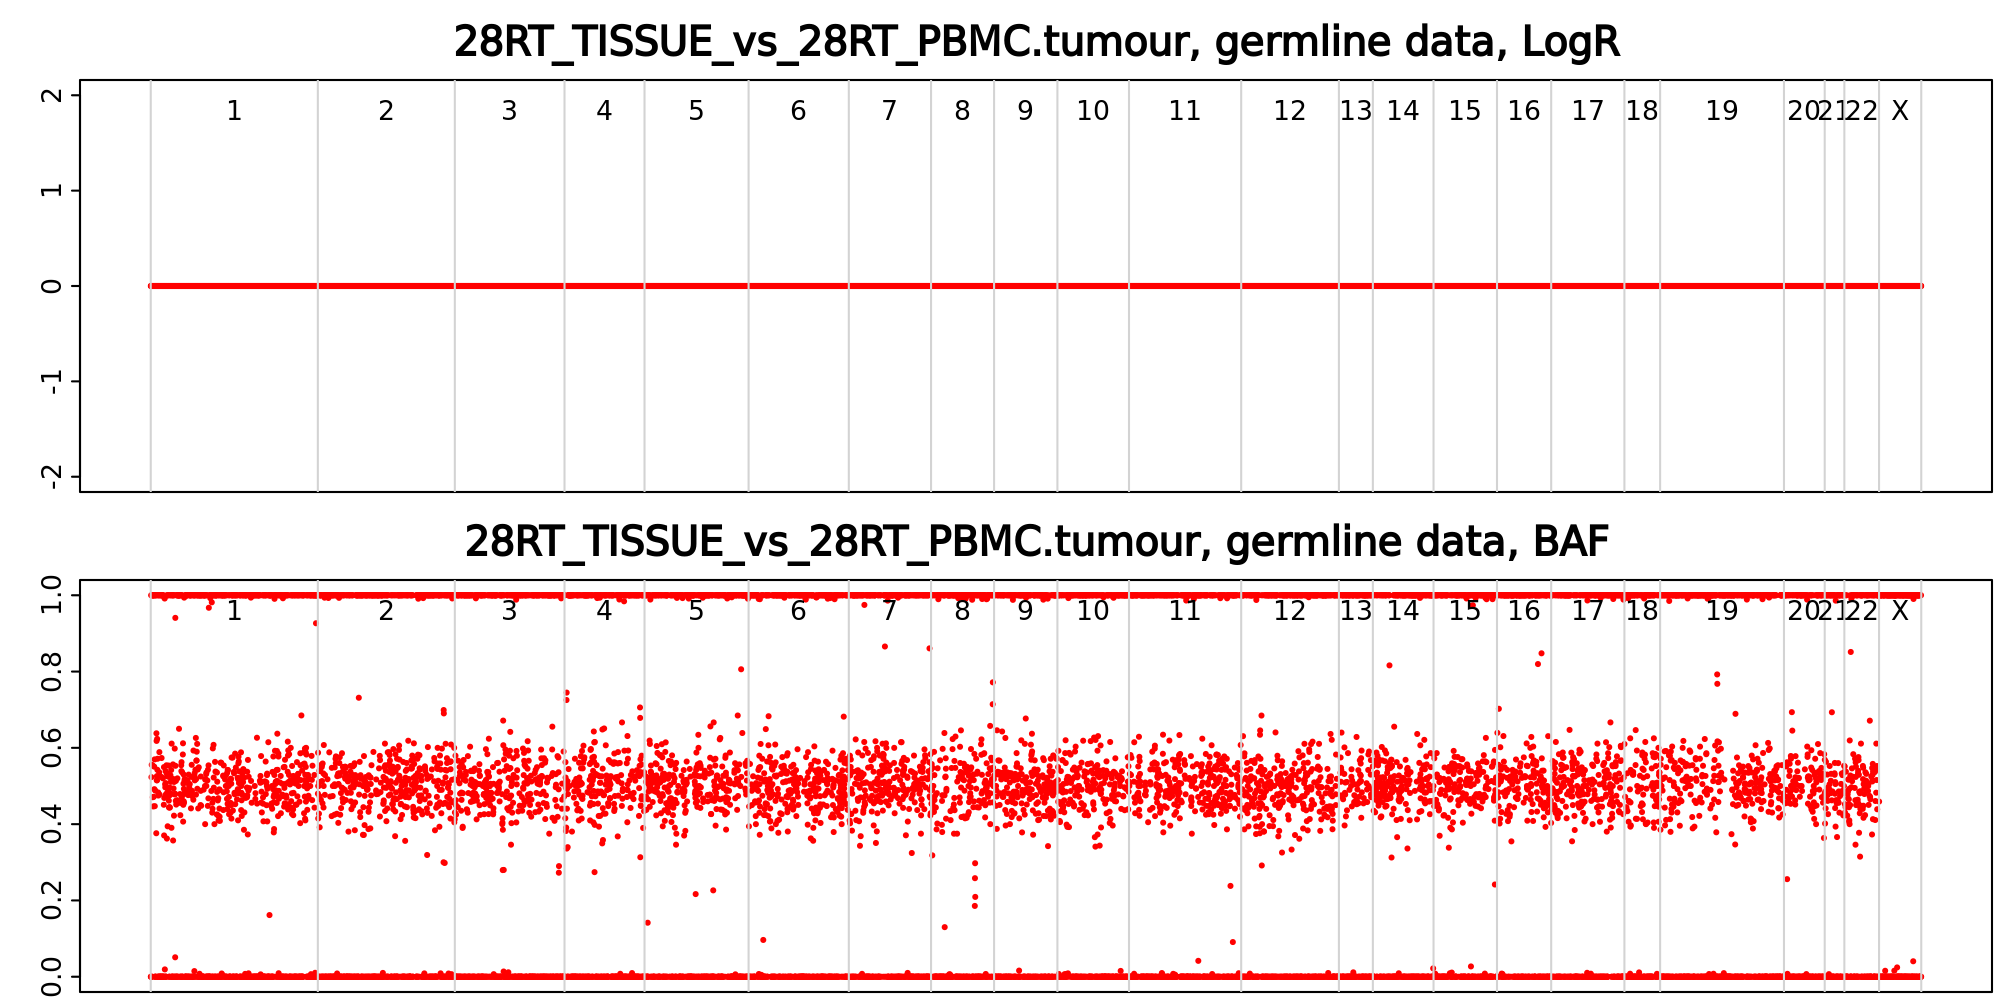 28RT_TISSUE_vs_28RT_PBMC.tumour, germline data, LogR
2
1
0
-1
-2
1 2 3 4 5 6 7 8 9 10 11 12 13 14 15 16 17 18 19 20 21 22 X
28RT_TISSUE_vs_28RT_PBMC.tumour, germline data, BAF
1.0
0.8
0.6
0.4
0.2
0.0
1 2 3 4 5 6 7 8 9 10 11 12 13 14 15 16 17 18 19 20 21 22 X